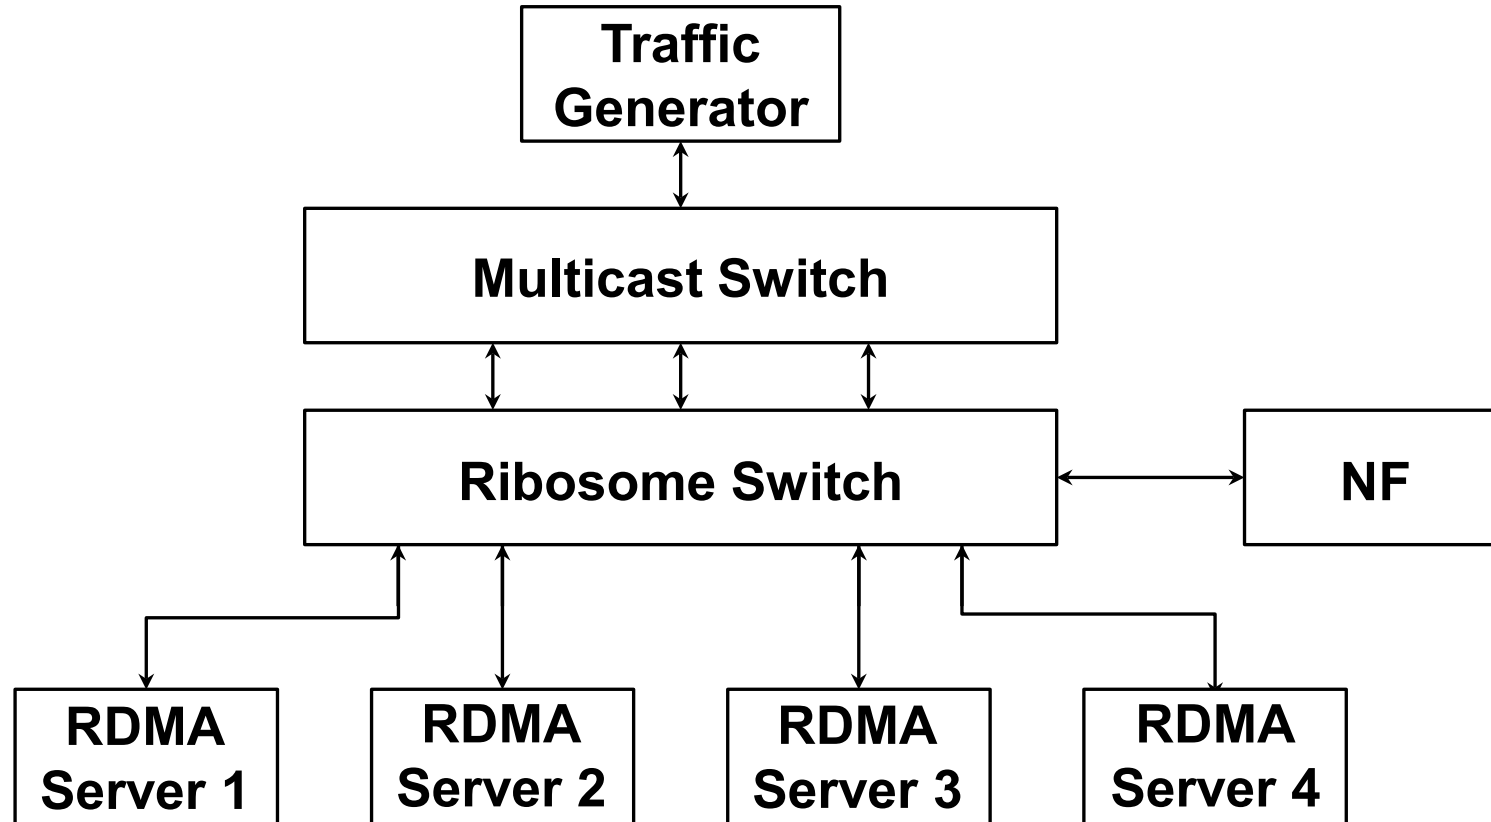 Traffic
Generator
Multicast Switch
Ribosome Switch
NF
RDMA
Server 1
RDMA
Server 2
RDMA
Server 3
RDMA
Server 4